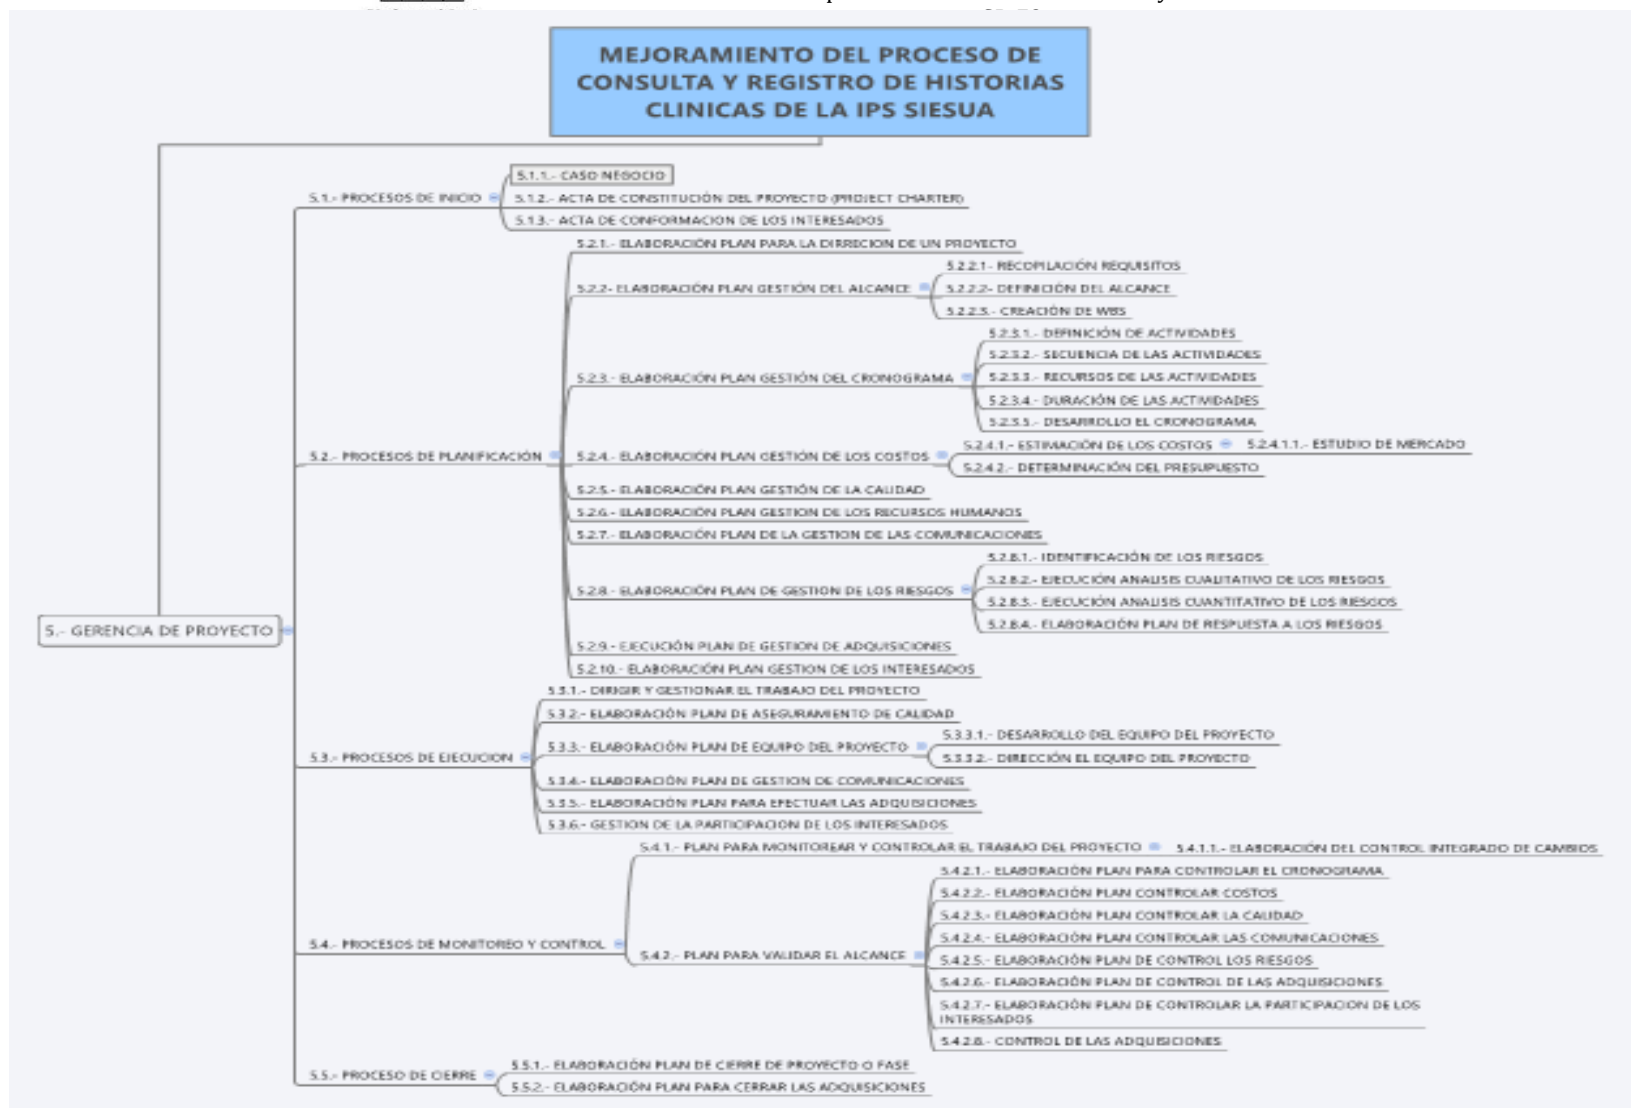 MEJORAMIENTO DEL PROCESO DE
CONSULTA Y REGISTRO DE HISTORIAS
CLINICAS DE LA IPS SIESUA
5.- GERENCIA DE PROYECTO
5.1.- PROCESOS DE INICIO
5.1.1.- CASO NEGOCIO
5.1.2.- ACTA DE CONSTITUCIÓN DEL PROYECTO (PROJECT CHARTER)
5.1.3.- ACTA DE CONFORMACION DE LOS INTERESADOS
5.2.- PROCESOS DE PLANIFICACIÓN
5.2.1.- ELABORACIÓN PLAN PARA LA DIRRECION DE UN PROYECTO
5.2.2- ELABORACIÓN PLAN GESTIÓN DEL ALCANCE
5.2.2.1- RECOPILACIÓN REQUISITOS
5.2.2.2- DEFINICIÓN DEL ALCANCE
5.2.2.3.- CREACIÓN DE WBS
5.2.3.- ELABORACIÓN PLAN GESTIÓN DEL CRONOGRAMA
5.2.3.1.- DEFINICIÓN DE ACTIVIDADES
5.2.3.2.- SECUENCIA DE LAS ACTIVIDADES
5.2.3.3.- RECURSOS DE LAS ACTIVIDADES
5.2.3.4.- DURACIÓN DE LAS ACTIVIDADES
5.2.3.5.- DESARROLLO EL CRONOGRAMA
5.2.4.- ELABORACIÓN PLAN GESTIÓN DE LOS COSTOS
5.2.4.1.- ESTIMACIÓN DE LOS COSTOS
5.2.4.1.1.- ESTUDIO DE MERCADO
5.2.4.2.- DETERMINACIÓN DEL PRESUPUESTO
5.2.5.- ELABORACIÓN PLAN GESTIÓN DE LA CALIDAD
5.2.6.- ELABORACIÓN PLAN GESTION DE LOS RECURSOS HUMANOS
5.2.7.- ELABORACIÓN PLAN DE LA GESTION DE LAS COMUNICACIONES
5.2.8.- ELABORACIÓN PLAN DE GESTION DE LOS RIESGOS
5.2.8.1.- IDENTIFICACIÓN DE LOS RIESGOS
5.2.8.2.- EJECUCIÓN ANALISIS CUALITATIVO DE LOS RIESGOS
5.2.8.3.- EJECUCIÓN ANALISIS CUANTITATIVO DE LOS RIESGOS
5.2.8.4.- ELABORACIÓN PLAN DE RESPUESTA A LOS RIESGOS
5.2.9.- EJECUCIÓN PLAN DE GESTION DE ADQUISICIONES
5.2.10.- ELABORACIÓN PLAN GESTION DE LOS INTERESADOS
5.3.- PROCESOS DE EJECUCION
5.3.1.- DIRIGIR Y GESTIONAR EL TRABAJO DEL PROYECTO
5.3.2.- ELABORACIÓN PLAN DE ASEGURAMIENTO DE CALIDAD
5.3.3.- ELABORACIÓN PLAN DE EQUIPO DEL PROYECTO
5.3.3.1.- DESARROLLO DEL EQUIPO DEL PROYECTO
5.3.3.2.- DIRECCIÓN EL EQUIPO DEL PROYECTO
5.3.4.- ELABORACIÓN PLAN DE GESTION DE COMUNICACIONES
5.3.5.- ELABORACIÓN PLAN PARA EFECTUAR LAS ADQUISICIONES
5.3.6.- GESTION DE LA PARTICIPACION DE LOS INTERESADOS
5.4.- PROCESOS DE MONITOREO Y CONTROL
5.4.1.- PLAN PARA MONITOREAR Y CONTROLAR EL TRABAJO DEL PROYECTO
5.4.1.1.- ELABORACIÓN DEL CONTROL INTEGRADO DE CAMBIOS
5.4.2.- PLAN PARA VALIDAR EL ALCANCE
5.4.2.1.- ELABORACIÓN PLAN PARA CONTROLAR EL CRONOGRAMA
5.4.2.2.- ELABORACIÓN PLAN CONTROLAR COSTOS
5.4.2.3.- ELABORACIÓN PLAN CONTROLAR LA CALIDAD
5.4.2.4.- ELABORACIÓN PLAN CONTROLAR LAS COMUNICACIONES
5.4.2.5.- ELABORACIÓN PLAN DE CONTROL LOS RIESGOS
5.4.2.6.- ELABORACIÓN PLAN DE CONTROL DE LAS ADQUISICIONES
5.4.2.7.- ELABORACIÓN PLAN DE CONTROLAR LA PARTICIPACION DE LOS
INTERESADOS
5.4.2.8.- CONTROL DE LAS ADQUISICIONES
5.5.- PROCESO DE CIERRE
5.5.1.- ELABORACIÓN PLAN DE CIERRE DE PROYECTO O FASE
5.5.2.- ELABORACIÓN PLAN PARA CERRAR LAS ADQUISICIONES